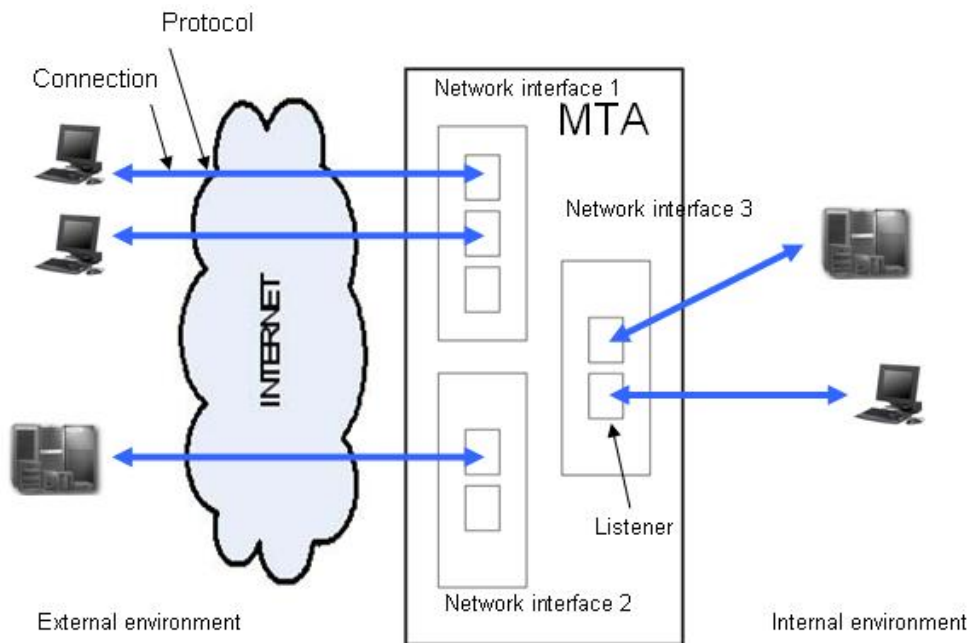 Protocol
Connection
Network interface 1
MTA
Network interface 3
INTERNET
Listener
Network interface 2
External environment
Internal environment